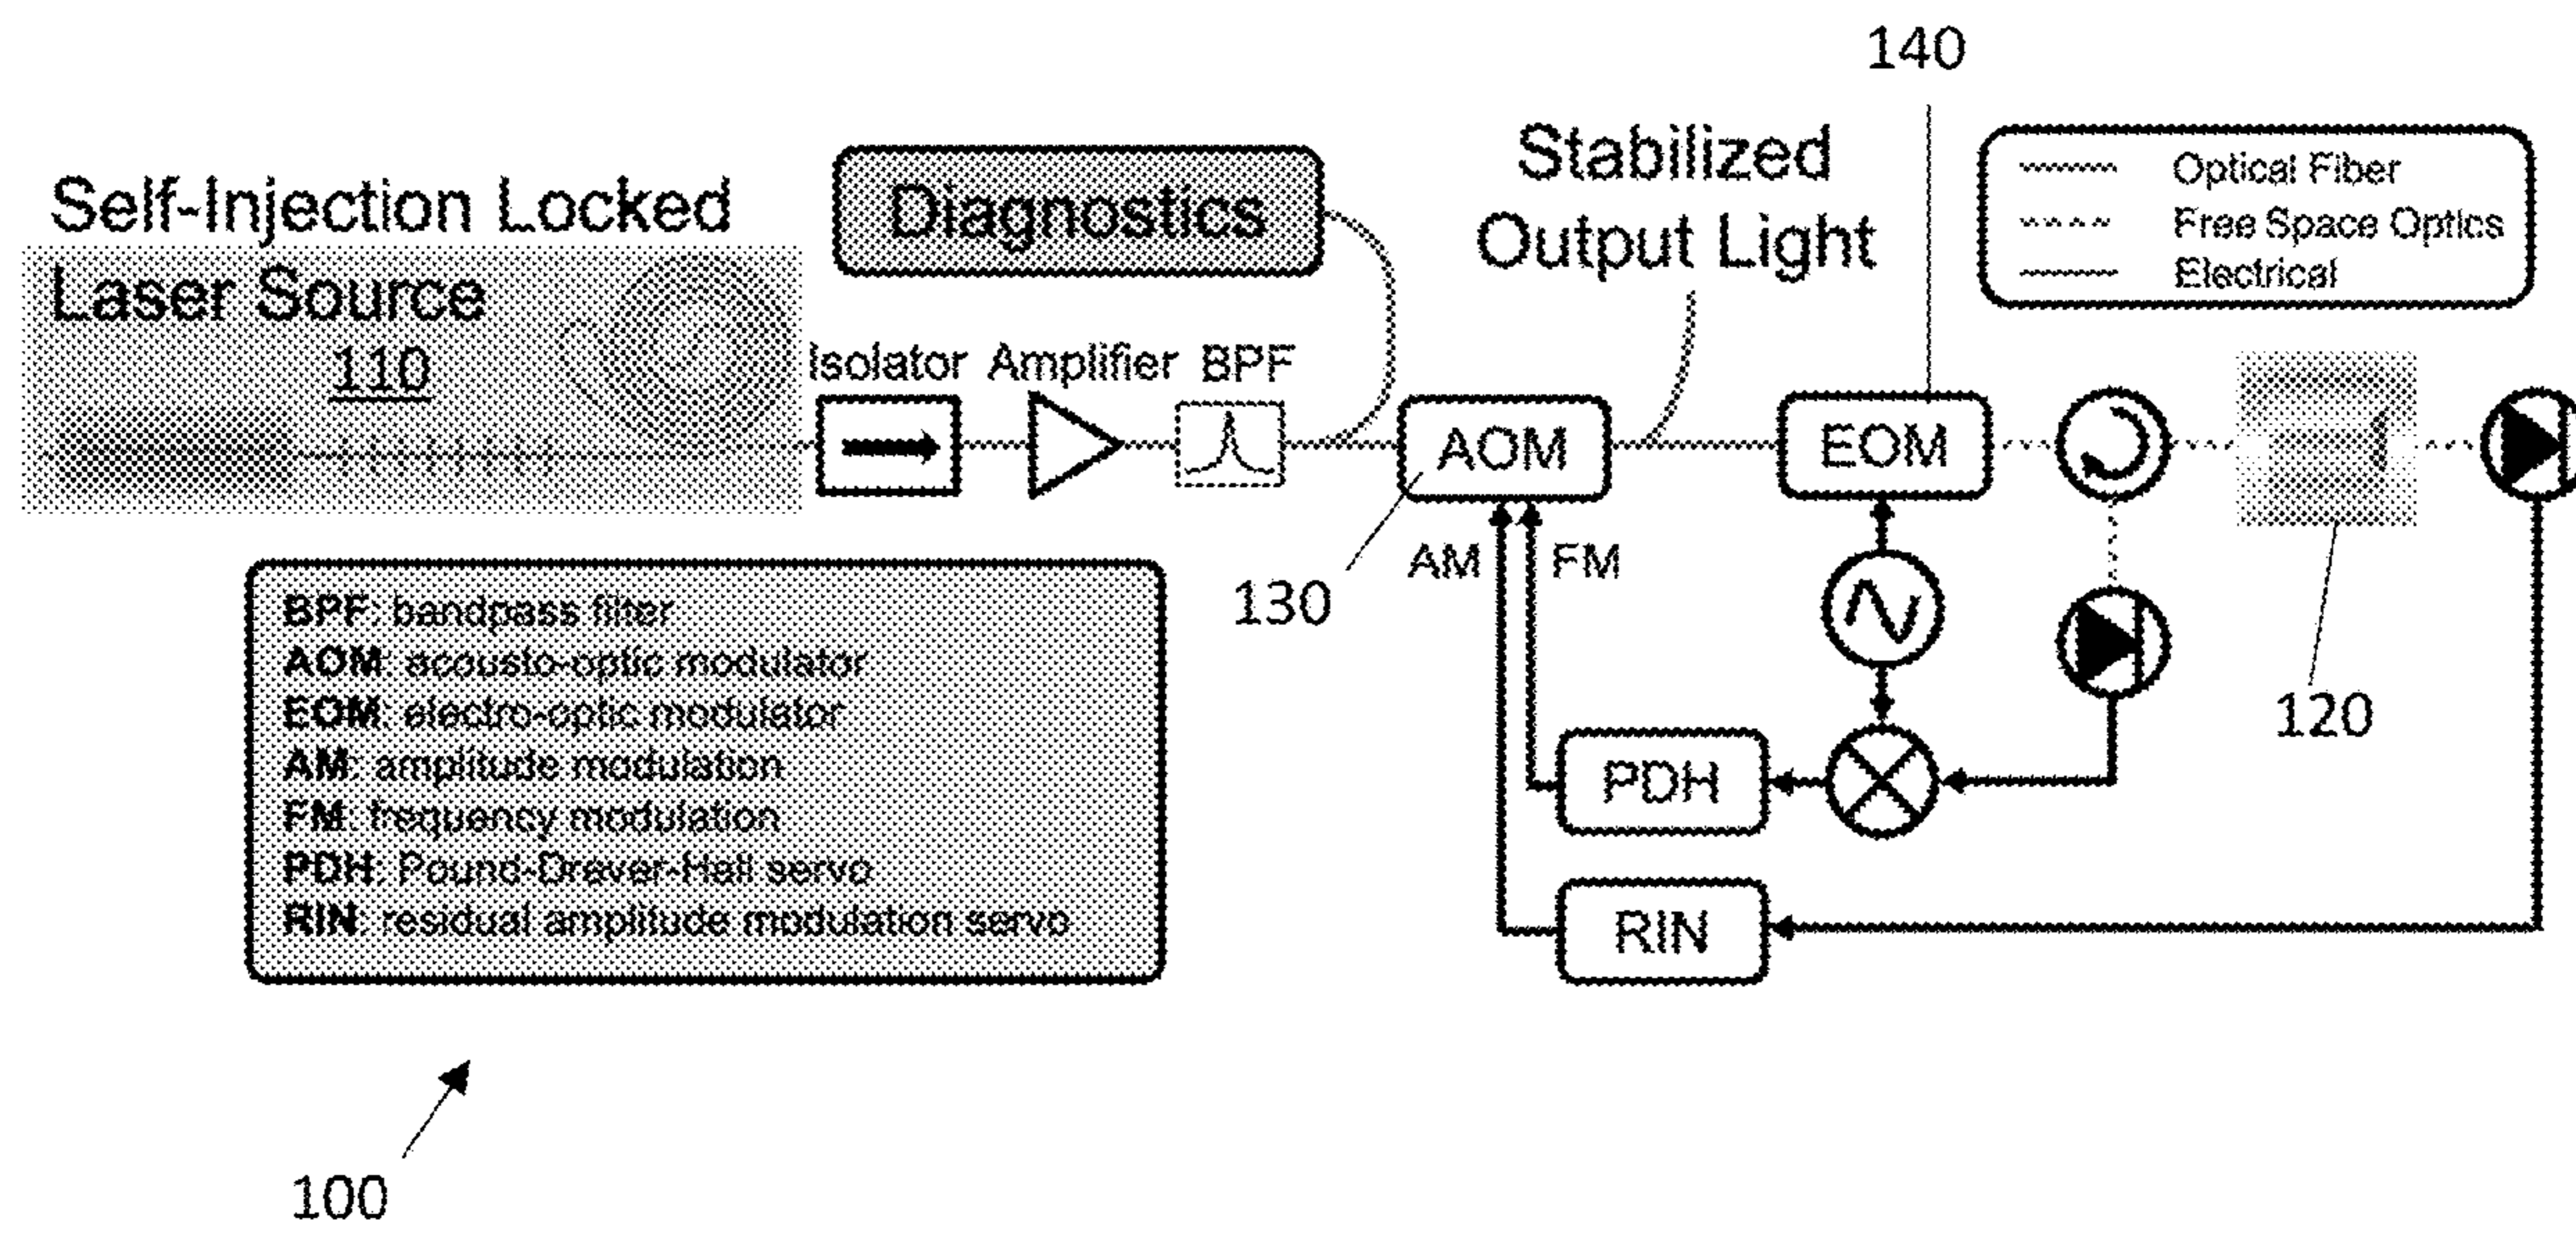 140
Self-Injection Locked
Laser Source
110
Diagnostics
Stabilized
Output Light
Optical Fiber
Free Space Optics
Electrical
Isolator
Amplifier
BPF
AOM
EOM
130
AM
FM
120
PDH
RIN
BPF: bandpass filter
AOM: acousto-optic modulator
EOM: electro-optic modulator
AM: amplitude modulation
FM: frequency modulation
PDH: Pound-Drever-Hall servo
RIN: residual amplitude modulation servo
100